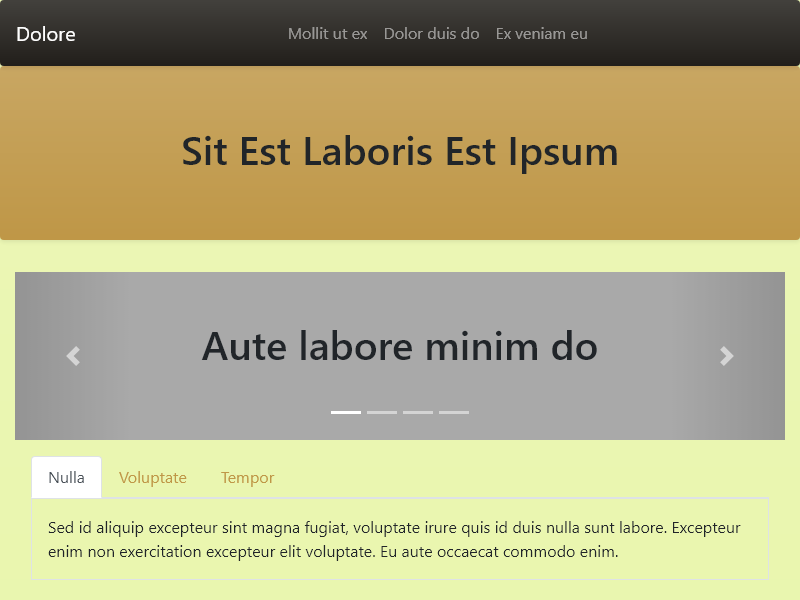 Dolore
Mollit ut ex
Dolor duis do
Ex veniam eu
Sit Est Laboris Est Ipsum
Aute labore minim do
Nulla
Voluptate
Tempor
Sed id aliquip excepteur sint magna fugiat, voluptate irure quis id duis nulla sunt labore. Excepteur
enim non exercitation excepteur elit voluptate. Eu aute occaecat commodo enim.